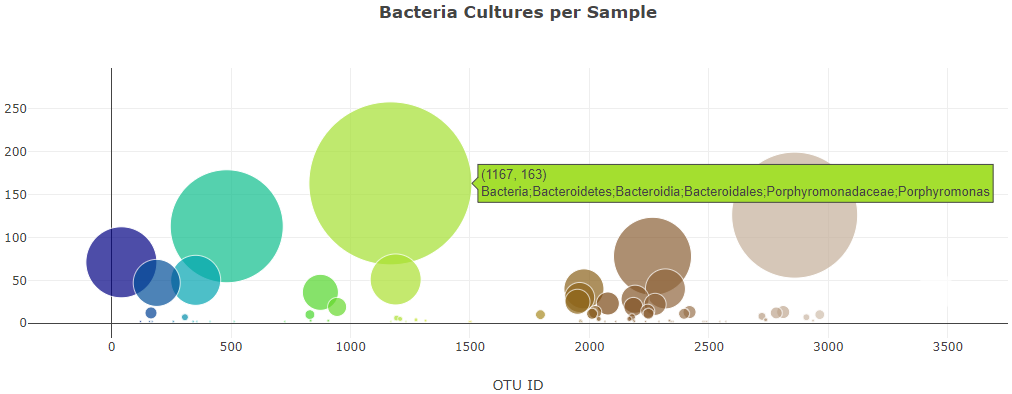 Bacteria Cultures per Sample
250
200
150
100
50
0
(1167, 163)
Bacteria;Bacteroidetes;Bacteroidia;Bacteroidales;Porphyromonadaceae;Porphyromonas
0 500 1000 1500 2000 2500 3000 3500
OTU ID